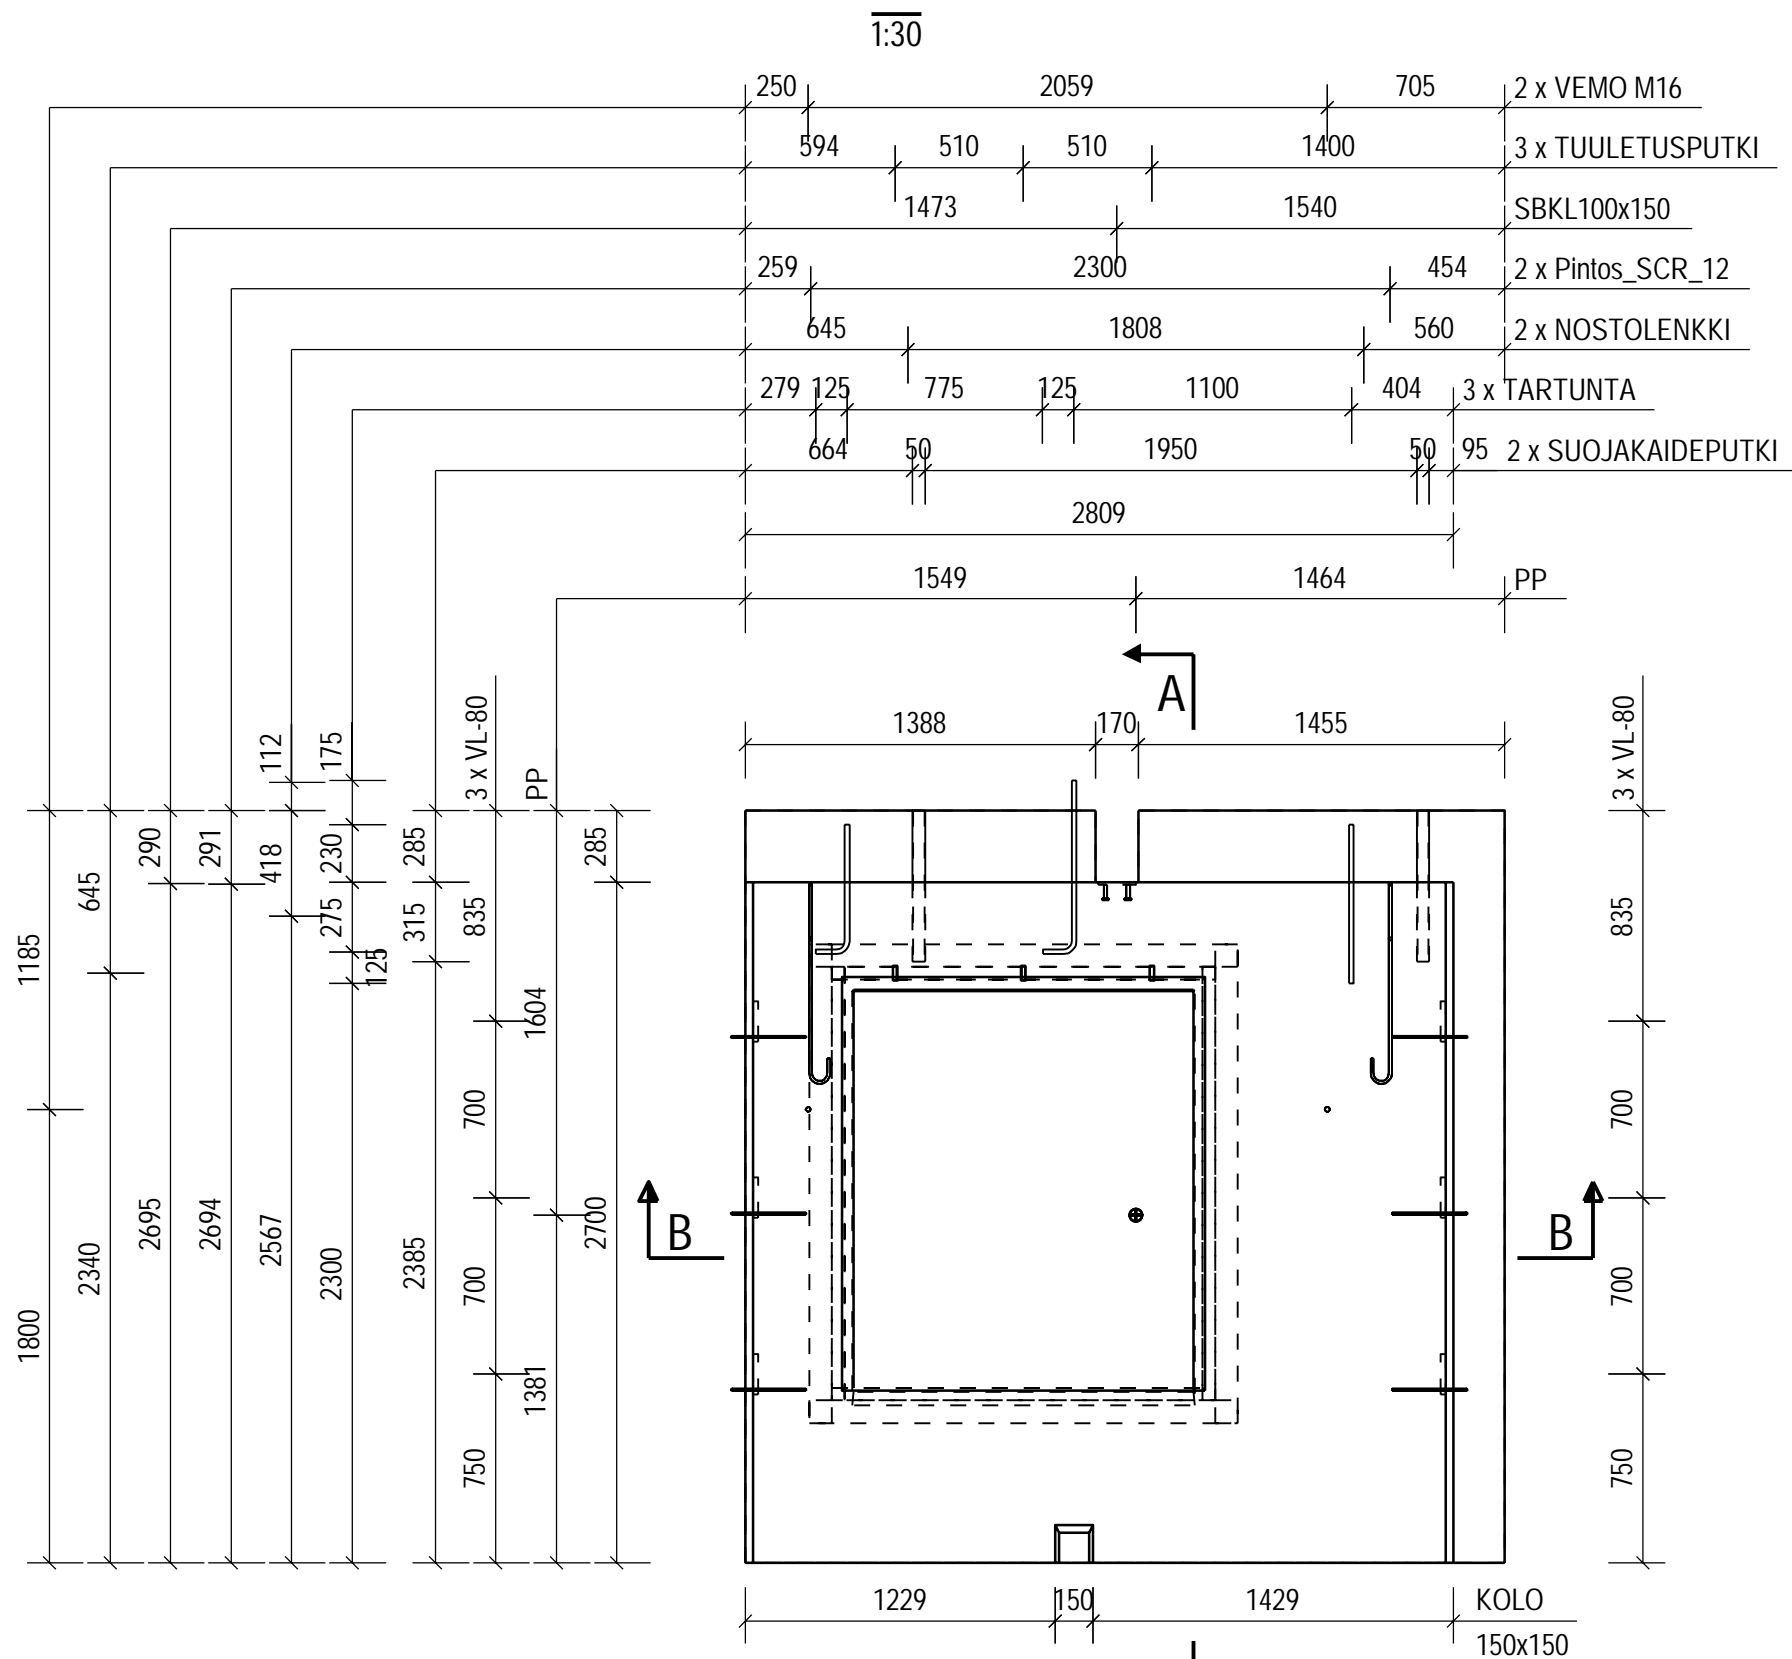 1:30
250 2059 705 2 x VEMO M16
594 510 510 1400 3 x TUULETUSPUTKI
1473 1540 SBKL100x150
259 2300 454 2 x Pintos_SCR_12
645 1808 560 2 x NOSTOLENKKI
279 125 775 125 1100 404 3 x TARTUNTA
664 50 1950 50 95 2 x SUOJAKAIDEPUTKI
2809
1549 1464 PP
A
1388 170 1455
1185
1800
645
2340
290
2695
291
2694
112
418
2567
175
230
275
125
2300
285
315
2385
3 x VL-80
835
700
700
750
PP
1604
1381
285
2700
B
B
3 x VL-80
835
700
700
750
1229 150 1429 KOLO
150x150